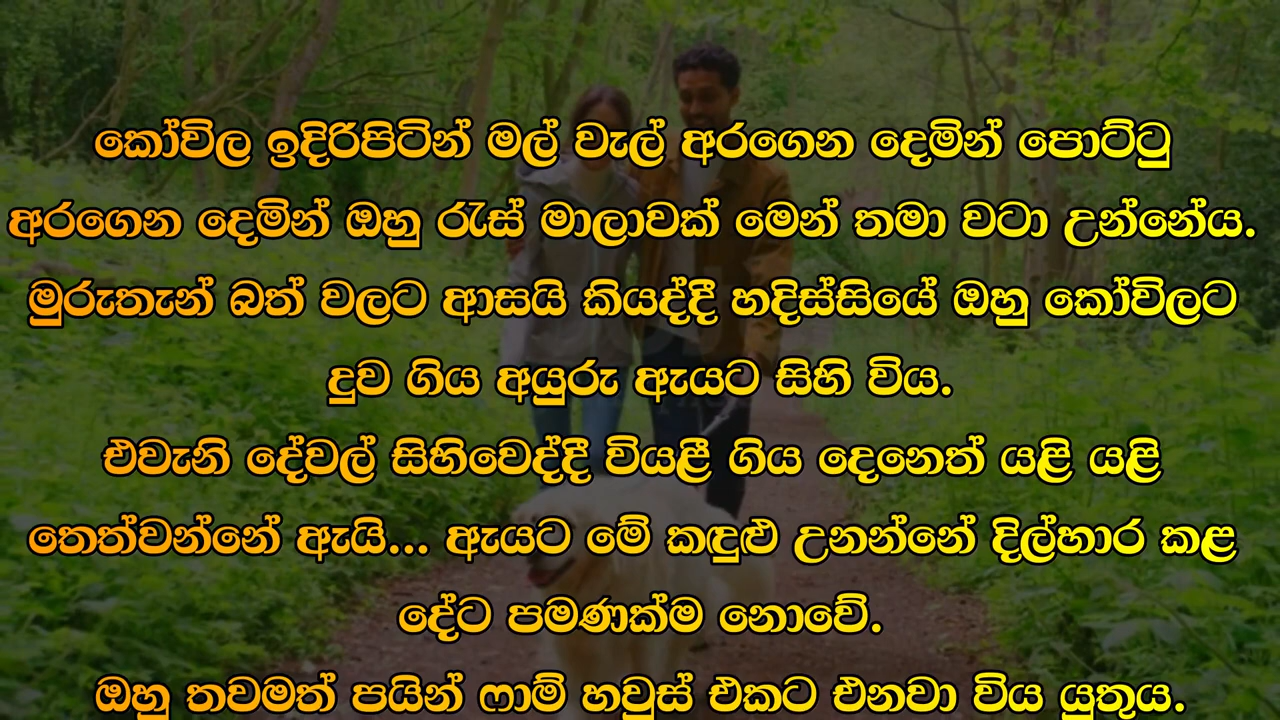 කෝවිල ඉදිරිපිටින් මල් වැල් අරගෙන දෙමින් පොට්ටු
අරගෙන දෙමින් ඔහු රැස් මාලාවක් මෙන් තමා වටා උන්නේය.
මුරුතැන් බත් වලට ආසයි කියද්දී හදිස්සියේ ඔහු කෝවිලට
දුව ගිය අයුරු ඇයට සිහි විය.
එවැනි දේවල් සිහිවෙද්දී වියළී ගිය දෙනෙත් යළි යළි
තෙත්වන්නේ ඇයි... ඇයට මේ කඳුළු උනන්නේ දිල්හාර කළ
දේට පමණක්ම නොවේ.
ඔහු තවමත් පයින් ෆාම් හවුස් එකට එනවා විය යුතුය.